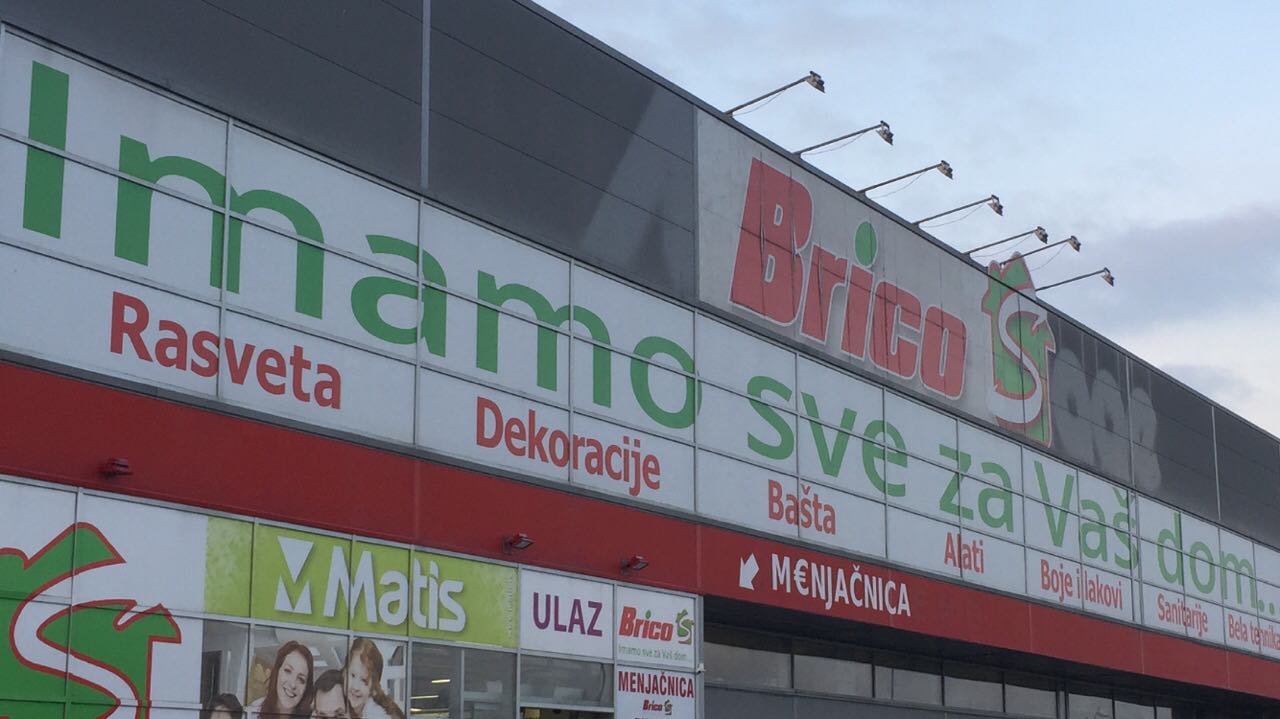 Brico S
Imamo sve za Vaš dom...
Rasveta
Dekoracije
Bašta
Alati
Boje i lakovi
Sanitarije
Bela tehnika
M€NJAČNICA
Matis
ULAZ
Brico S
Imamo sve za Vaš dom...
MENJAČNICA
Brico S